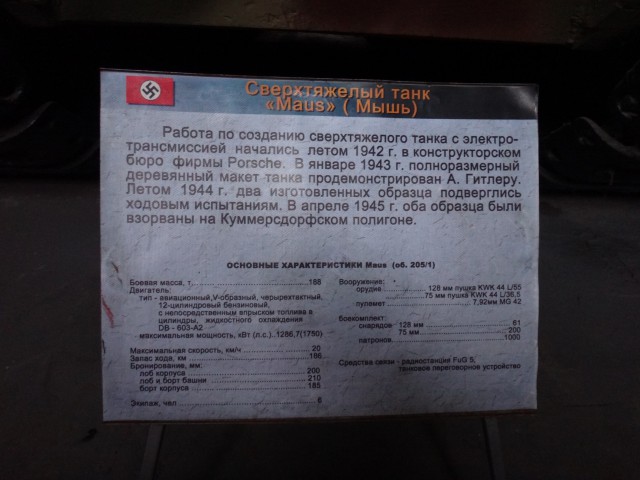 Сверхтяжелый танк
«Maus» ( Мышь)
Работа по созданию сверхтяжелого танка с электро-
трансмиссией начались летом 1942 г. в конструкторском
бюро фирмы Porsche. В январе 1943 г. полноразмерный
деревянный макет танка продемонстрирован А. Гитлеру.
Летом 1944 г. два изготовленных образца подверглись
ходовым испытаниям. В апреле 1945 г. оба образца были
взорваны на Куммерсдорфском полигоне.
ОСНОВНЫЕ ХАРАКТЕРИСТИКИ Maus (об. 205/1)
Боевая масса, т. 188
Двигатель:
тип - авиационный,V-образный, черырехтактный,
12-цилиндровый бензиновый,
с непосредственным впрыском топлива в
цилиндры, жидкостного охлаждения
DB - 603-A2
максимальная мощность, кВт (л.с.)..1286,7(1750)
Максимальная скорость, км/ч 20
Запас хода, км 186
Бронирование, мм:
лоб корпуса 200
лоб и борт башни 210
борт корпуса 185
Экипаж, чел 6
Вооружение:
орудия 128 мм пушка KWK 44 L/55
75 мм пушка KWK 44 L/36,5
пулемет 7,92мм MG 42
Боекомплект:
снарядов 128 мм 61
75 мм 200
патронов 1000
Средства связи - радиостанция FuG 5,
танковое переговорное устройство